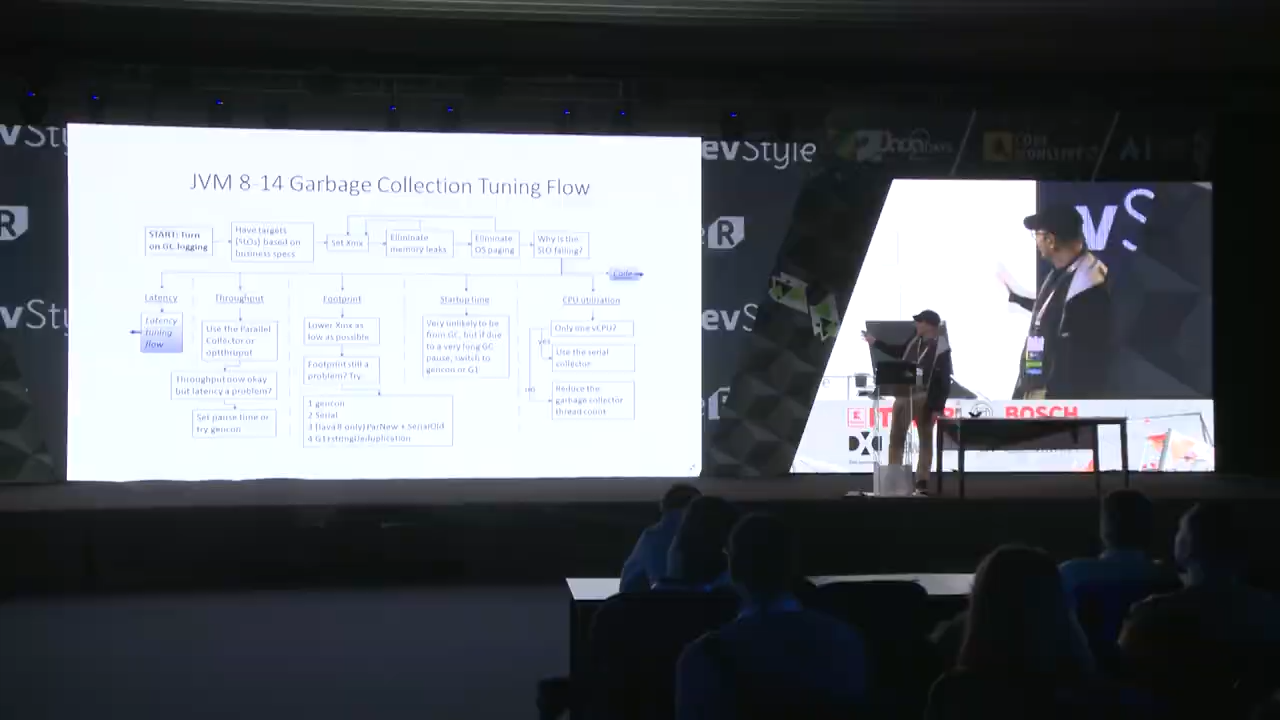 evStyle
JVM 8-14 Garbage Collection Tuning Flow
START: Turn
on GC logging
Have targets
(SLOs) based on
business specs
Set Xmx
Eliminate
memory leaks
Eliminate
OS paging
Why is the
SLO failing?
Code
Latency
Latency
tuning
flow
Throughput
Use the Parallel
Collector or
optthruput
Throughput now okay
but latency a problem?
Set pause time or
try gencon
Footprint
Lower Xmx as
low as possible
Footprint still a
problem? Try:
1 gencon
2 Serial
3 (Java 8 only) ParNew + SerialOld
4 G1+stringDeduplication
Startup time
Very unlikely to be
from GC, but if due
to a very long GC
pause, switch to
gencon or G1
CPU utilization
Only one vCPU?
yes
Use the serial
collector
no
Reduce the
garbage collector
thread count
R
R
vS
BOSCH